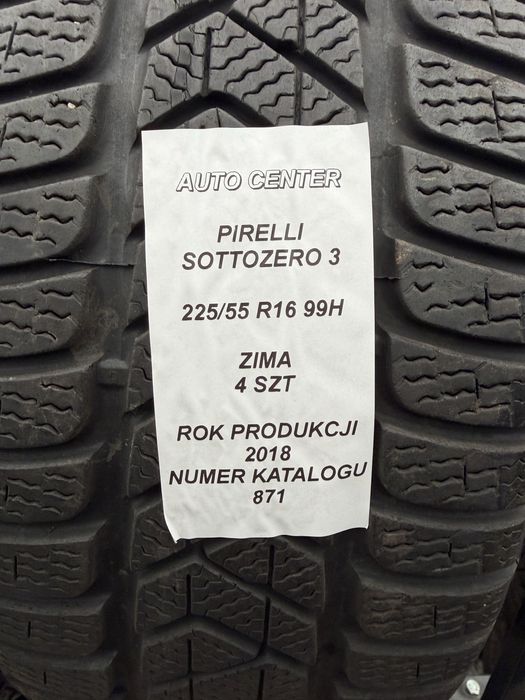 AUTO CENTER
PIRELLI
SOTTOZERO 3
225/55 R16 99H
ZIMA
4 SZT
ROK PRODUKCJI
2018
NUMER KATALOGU
871